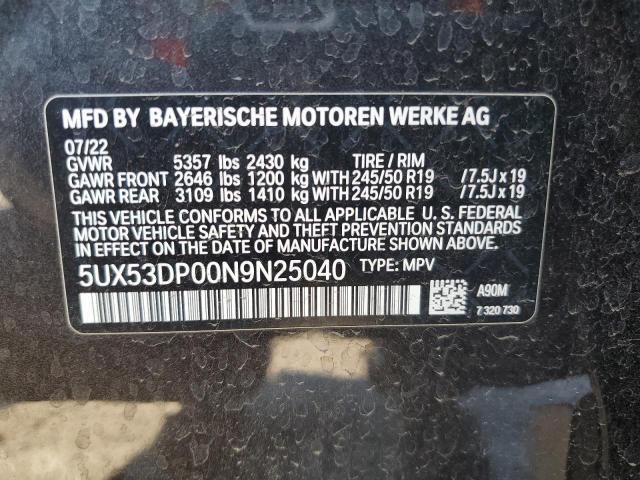 MFD BY BAYERISCHE MOTOREN WERKE AG
07/22
GVWR 5357 lbs 2430 kg TIRE / RIM
GAWR FRONT 2646 lbs 1200 kg WITH 245/50 R19 /7.5J x 19
GAWR REAR 3109 lbs 1410 kg WITH 245/50 R19 /7.5J x 19
THIS VEHICLE CONFORMS TO ALL APPLICABLE U. S. FEDERAL
MOTOR VEHICLE SAFETY AND THEFT PREVENTION STANDARDS
IN EFFECT ON THE DATE OF MANUFACTURE SHOWN ABOVE.
5UX53DP00N9N25040 TYPE: MPV
A90M
7 320 730